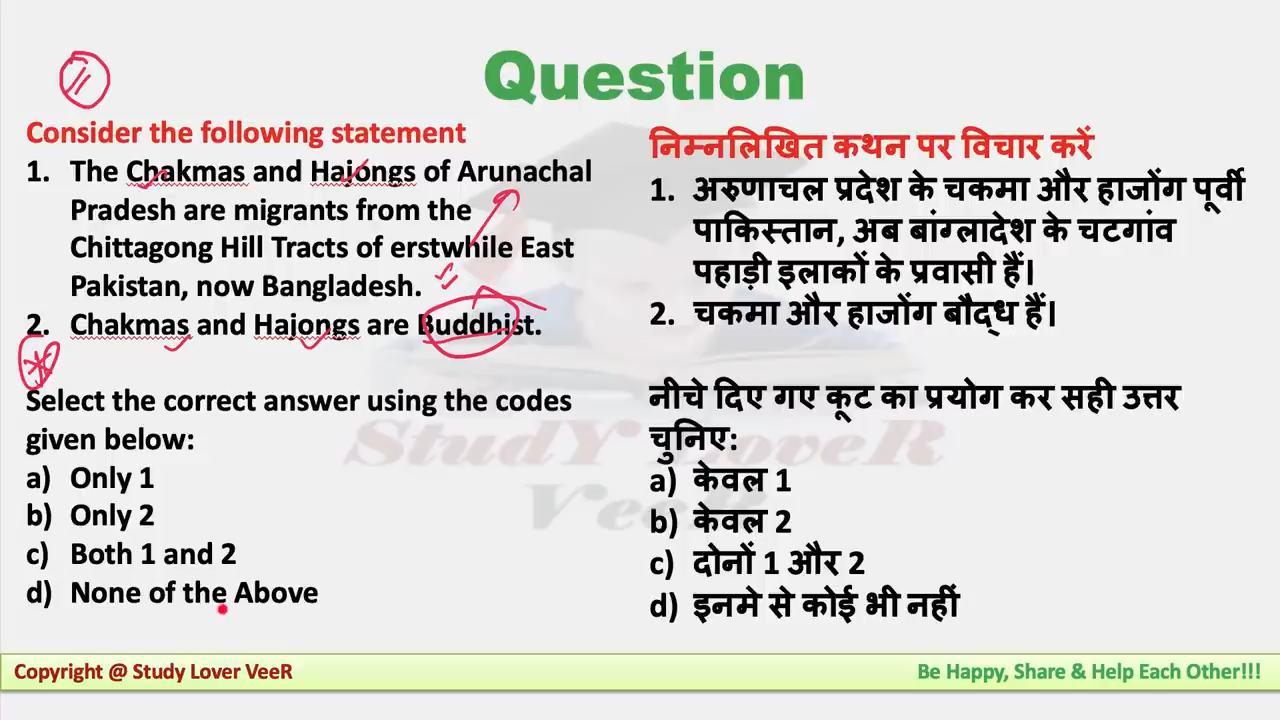 Question
Consider the following statement
1. The Chakmas and Hajongs of Arunachal
Pradesh are migrants from the
Chittagong Hill Tracts of erstwhile East
Pakistan, now Bangladesh.
2. Chakmas and Hajongs are Buddhist.
Select the correct answer using the codes
given below:
a) Only 1
b) Only 2
c) Both 1 and 2
d) None of the Above
निम्नलिखित कथन पर विचार करें
1. अरुणाचल प्रदेश के चकमा और हाजोंग पूर्वी
पाकिस्तान, अब बांग्लादेश के चटगांव
पहाड़ी इलाकों के प्रवासी हैं।
2. चकमा और हाजोंग बौद्ध हैं।
नीचे दिए गए कूट का प्रयोग कर सही उत्तर
चुनिए:
a) केवल 1
b) केवल 2
c) दोनों 1 और 2
d) इनमे से कोई भी नहीं
StudY LoveR
VeeR
Copyright @ Study Lover VeeR
Be Happy, Share & Help Each Other!!!